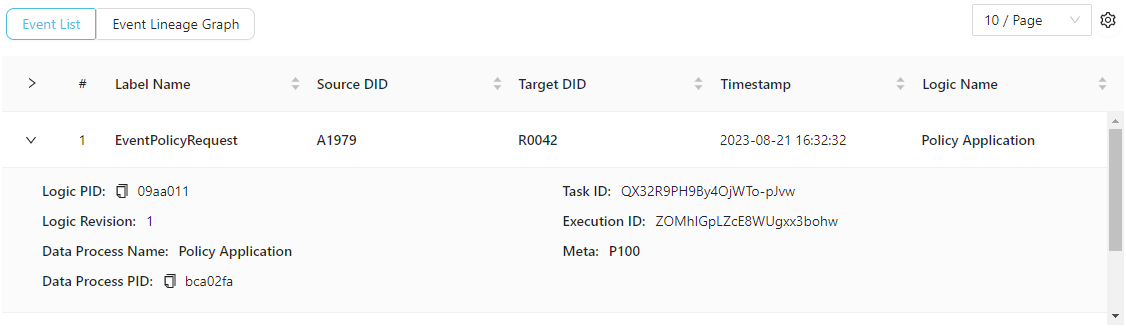 Event List Event Lineage Graph 10 / Page
# Label Name Source DID Target DID Timestamp Logic Name
1 EventPolicyRequest A1979 R0042 2023-08-21 16:32:32 Policy Application
Logic PID: 09aa011 Task ID: QX32R9PH9By4OjWTo-pJvw
Logic Revision: 1 Execution ID: ZOMhIGpLZcE8WUgxx3bohw
Data Process Name: Policy Application Meta: P100
Data Process PID: bca02fa